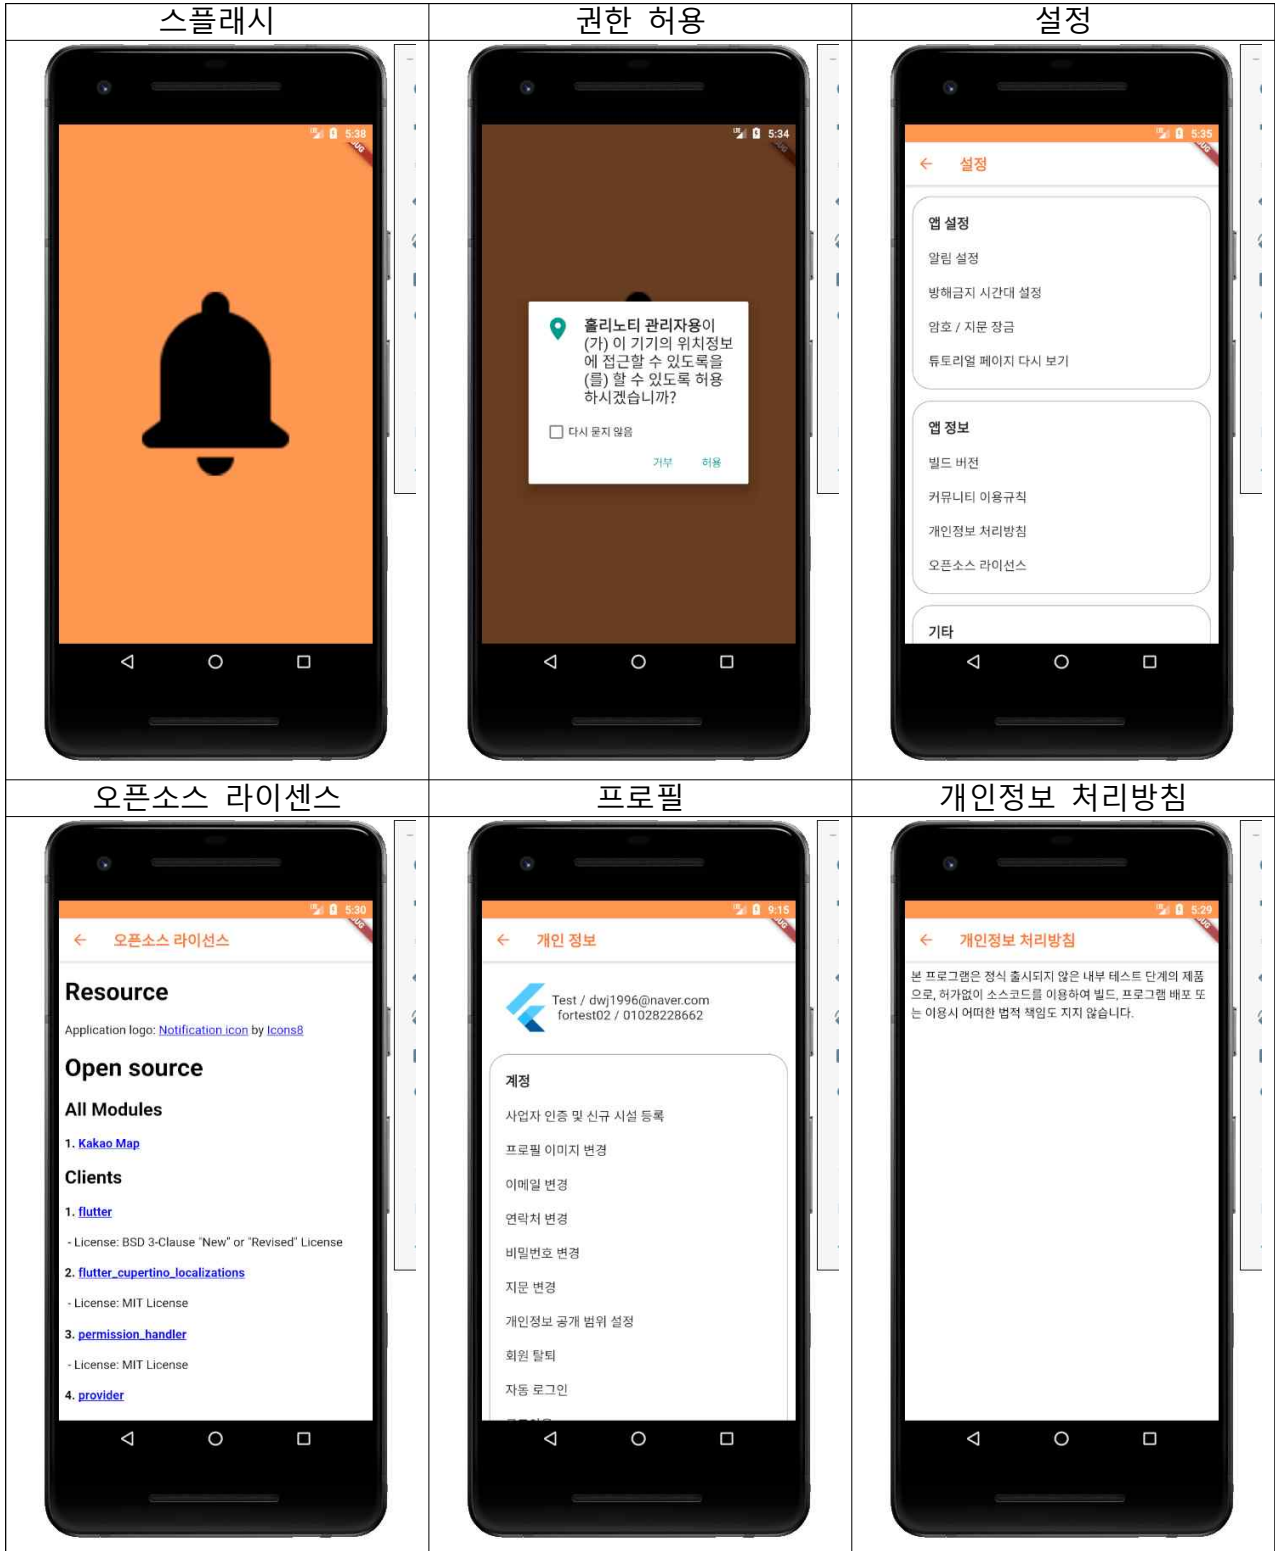 스플래시
권한 허용
설정
5:38
5:34
홀리노티 관리자용이
(가) 이 기기의 위치정보
에 접근할 수 있도록을
(를) 할 수 있도록 허용
하시겠습니까?
다시 묻지 않음
거부 허용
5:35
설정
앱 설정
알림 설정
방해금지 시간대 설정
암호 / 지문 장금
튜토리얼 페이지 다시 보기
앱 정보
빌드 버전
커뮤니티 이용규칙
개인정보 처리방침
오픈소스 라이선스
기타
오픈소스 라이센스
프로필
개인정보 처리방침
5:30
오픈소스 라이선스
Resource
Application logo: Notification icon by Icons8
Open source
All Modules
1. Kakao Map
Clients
1. flutter
- License: BSD 3-Clause "New" or "Revised" License
2. flutter_cupertino_localizations
- License: MIT License
3. permission_handler
- License: MIT License
4. provider
9:15
개인 정보
Test / dwj1996@naver.com
fortest02 / 01028228662
계정
사업자 인증 및 신규 시설 등록
프로필 이미지 변경
이메일 변경
연락처 변경
비밀번호 변경
지문 변경
개인정보 공개 범위 설정
회원 탈퇴
자동 로그인
5:29
개인정보 처리방침
본 프로그램은 정식 출시되지 않은 내부 테스트 단계의 제품
으로, 허가없이 소스코드를 이용하여 빌드, 프로그램 배포 또
는 이용시 어떠한 법적 책임도 지지 않습니다.